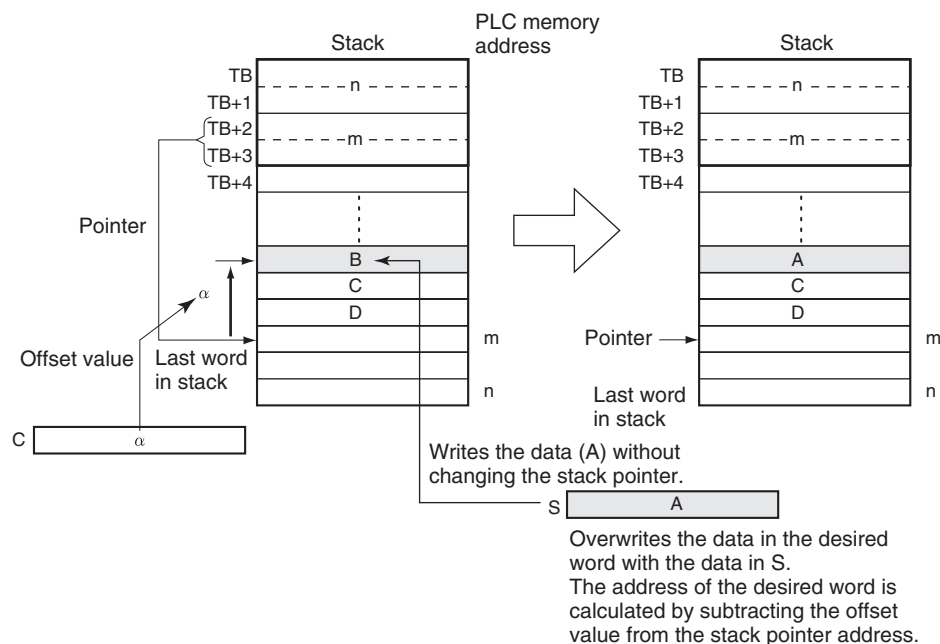 PLC memory
address
Stack
TB
n
TB+1
TB+2
m
TB+3
TB+4
Pointer
B
C
α
D
m
Offset value
Last word
in stack
n
C
α
Stack
TB
n
TB+1
TB+2
m
TB+3
TB+4
A
C
D
Pointer
m
Last word
in stack
n
Writes the data (A) without
changing the stack pointer.
S
A
Overwrites the data in the desired
word with the data in S.
The address of the desired word is
calculated by subtracting the offset
value from the stack pointer address.